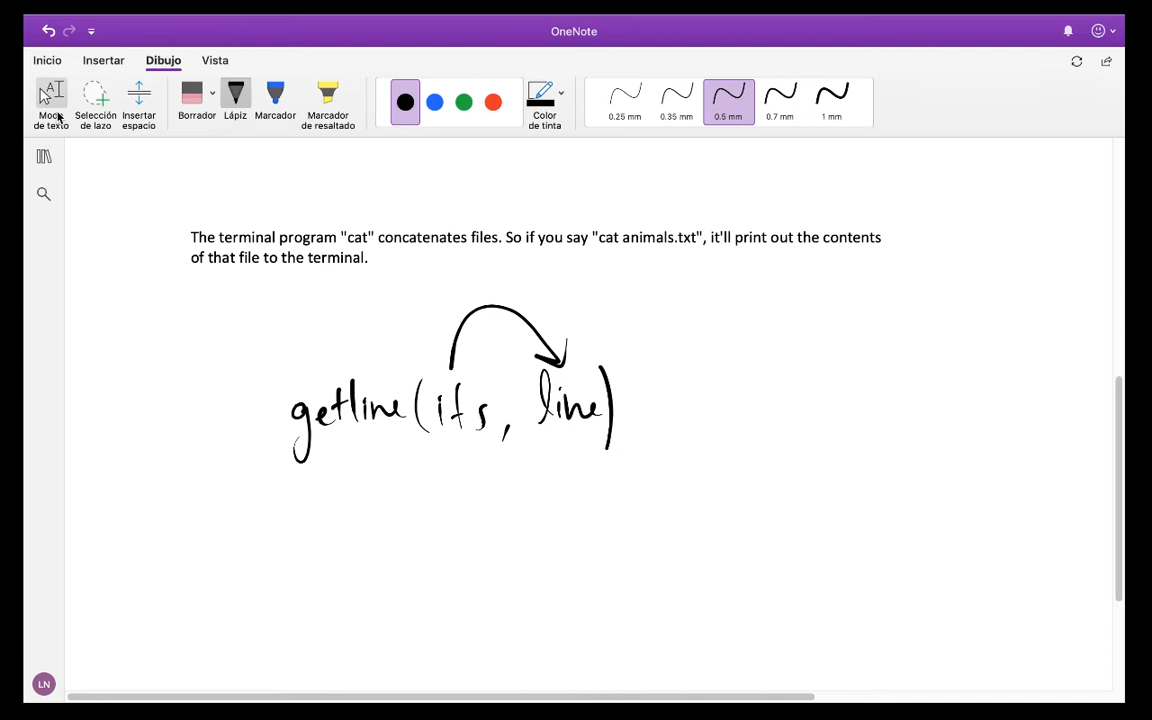 OneNote
Inicio Insertar Dibujo Vista
Modo de texto Selección de lazo Insertar espacio Borrador Lápiz Marcador Marcador de resaltado Color de tinta 0.25 mm 0.35 mm 0.5 mm 0.7 mm 1 mm
The terminal program "cat" concatenates files. So if you say "cat animals.txt", it'll print out the contents
of that file to the terminal.
getline(ifs, line)
LN